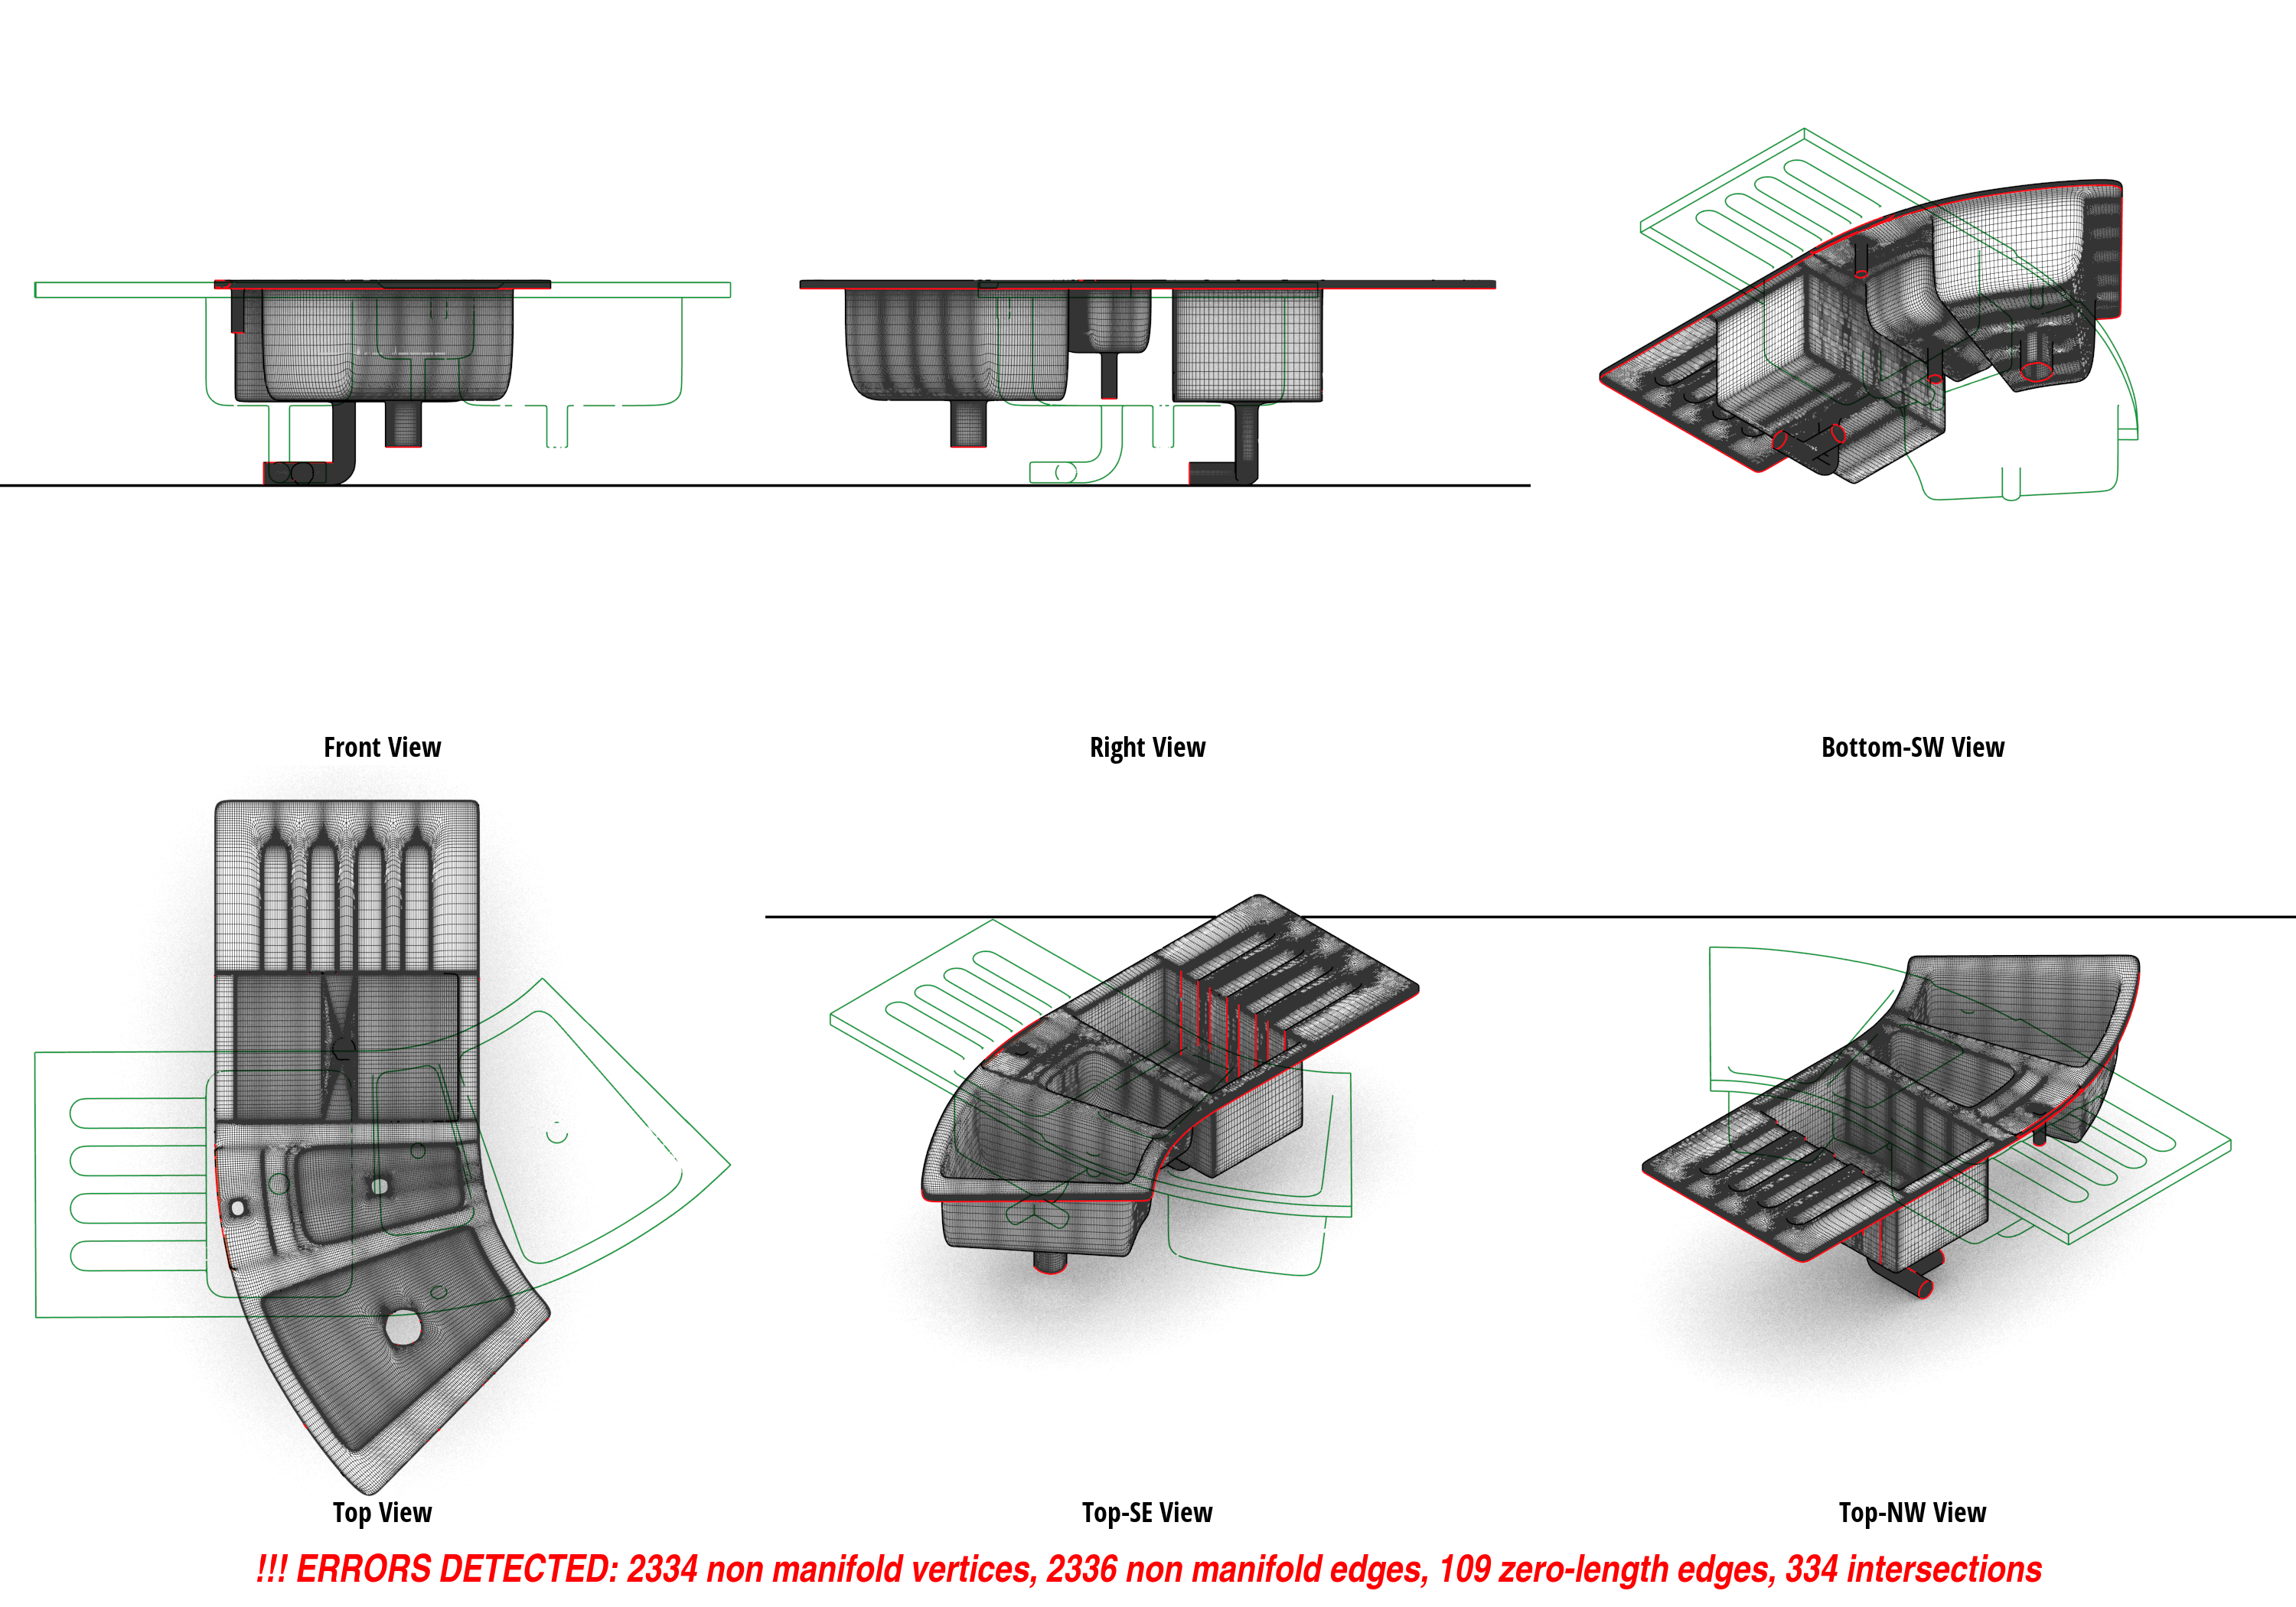 Front View
Right View
Bottom-SW View
Top View
Top-SE View
Top-NW View
!!! ERRORS DETECTED: 2334 non manifold vertices, 2336 non manifold edges, 109 zero-length edges, 334 intersections